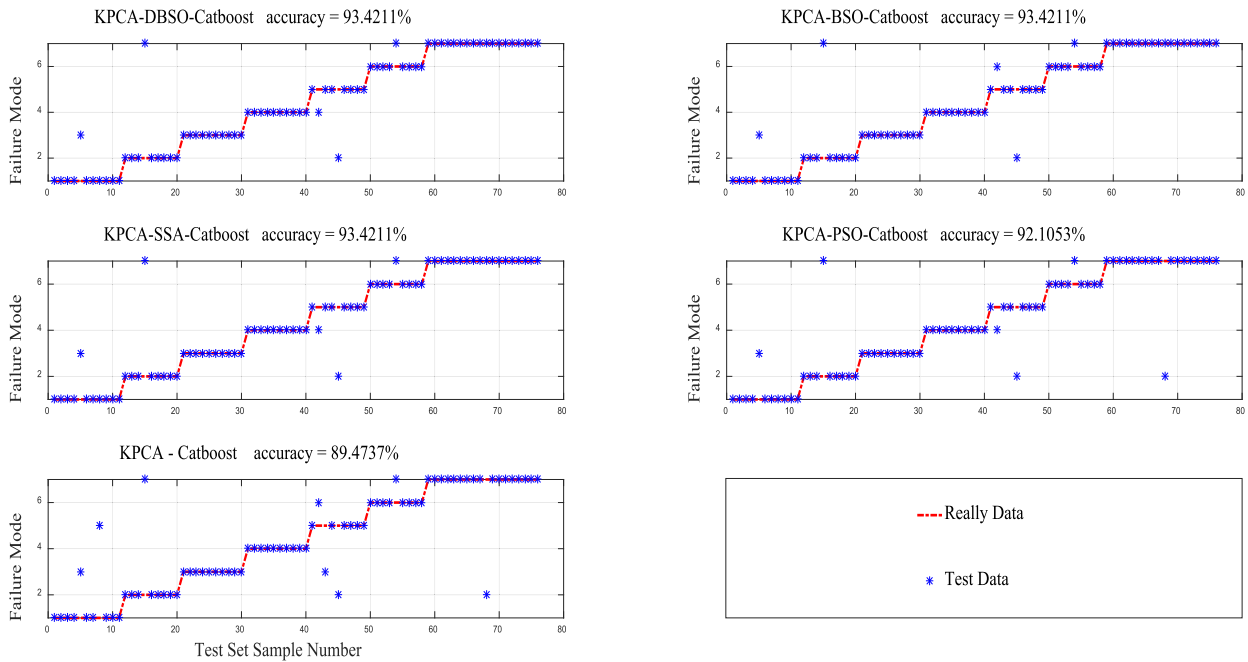 KPCA-DBSO-Catboost accuracy = 93.4211%
Failure Mode
6
4
2
0 10 20 30 40 50 60 70 80
KPCA-BSO-Catboost accuracy = 93.4211%
Failure Mode
6
4
2
0 10 20 30 40 50 60 70 80
KPCA-SSA-Catboost accuracy = 93.4211%
Failure Mode
6
4
2
0 10 20 30 40 50 60 70 80
KPCA-PSO-Catboost accuracy = 92.1053%
Failure Mode
6
4
2
0 10 20 30 40 50 60 70 80
KPCA - Catboost accuracy = 89.4737%
Failure Mode
6
4
2
0 10 20 30 40 50 60 70 80
Test Set Sample Number
Really Data
Test Data